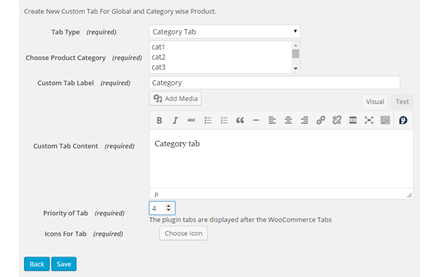 Create New Custom Tab For Global and Category wise Product.
Tab Type (required) Category Tab
Choose Product Category (required) cat1
cat2
cat3
Custom Tab Label (required) Category
Add Media
Visual Text
B I ABC
Custom Tab Content (required) Category tab
P
Priority of Tab (required) 4
The plugin tabs are displayed after the WooCommerce Tabs
Icons For Tab (required) Choose Icon
Back Save